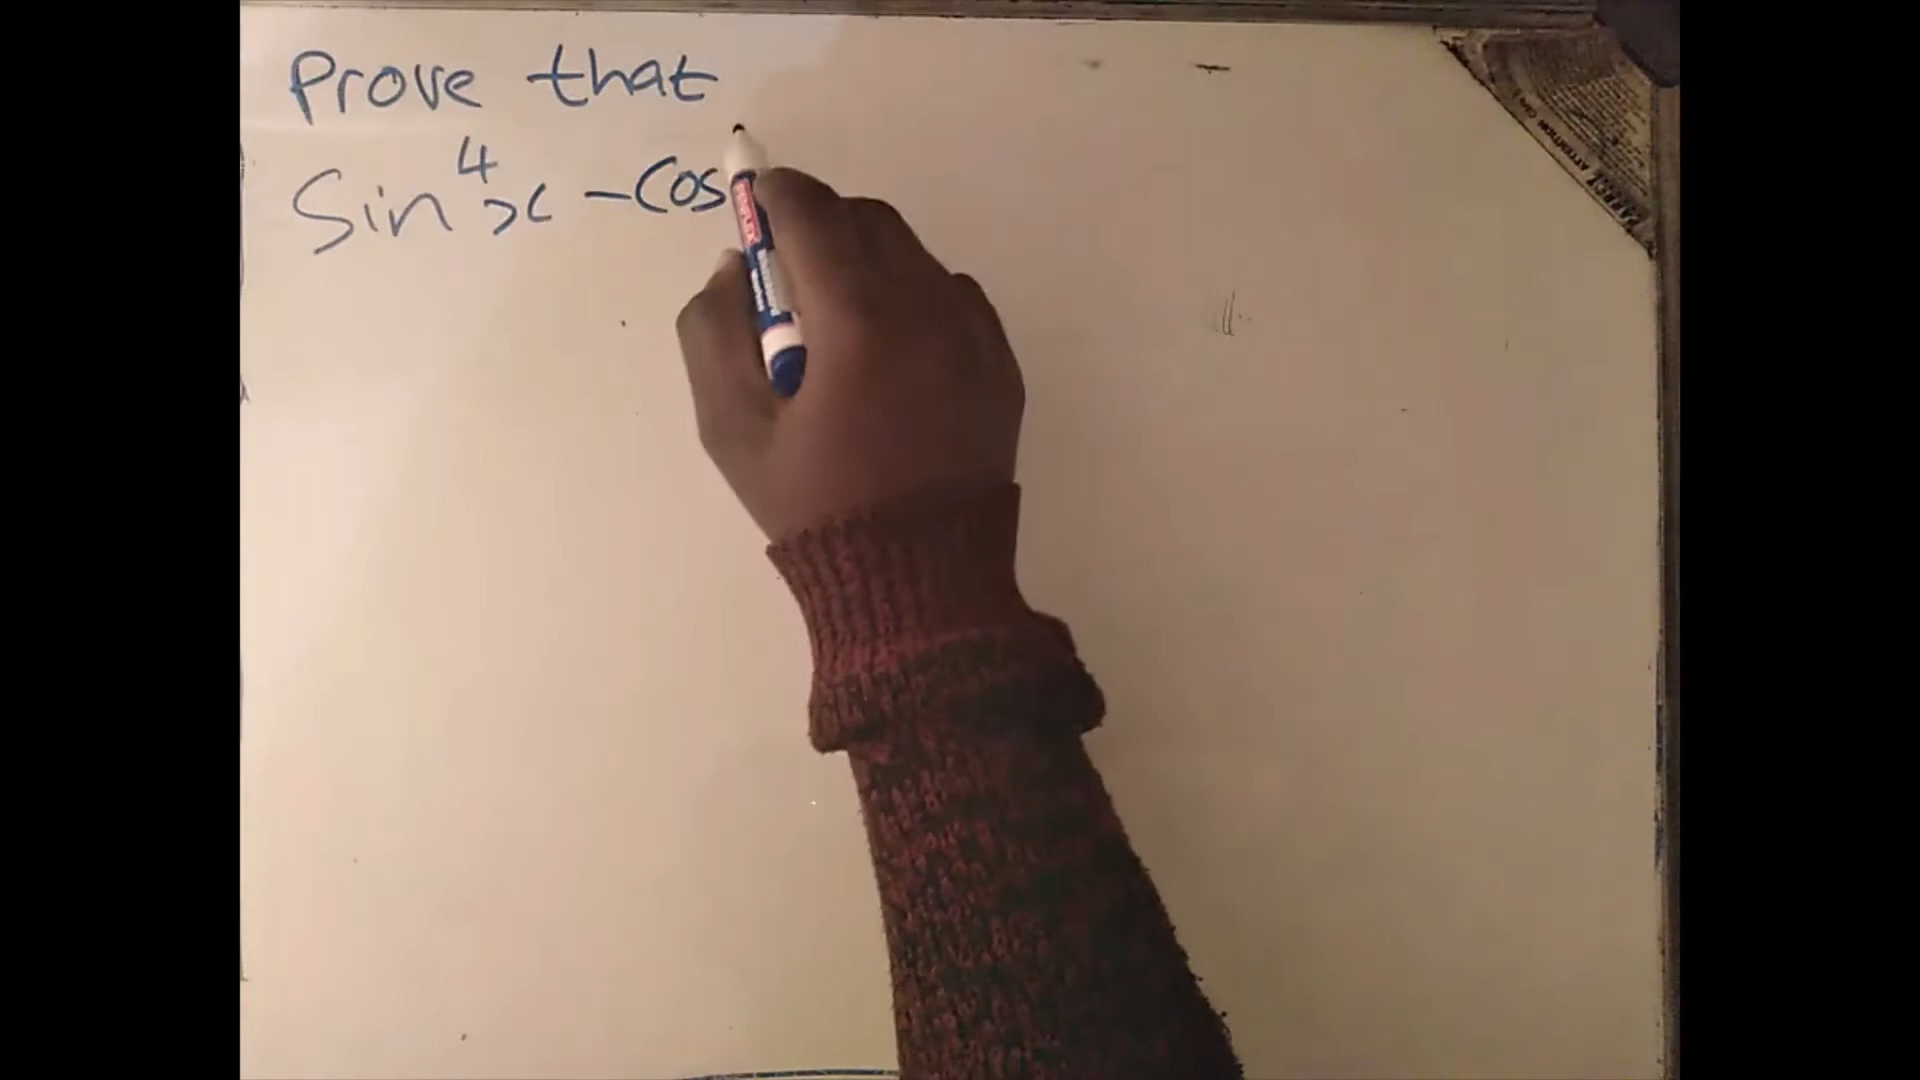 Prove that
Sin⁴x - Cos